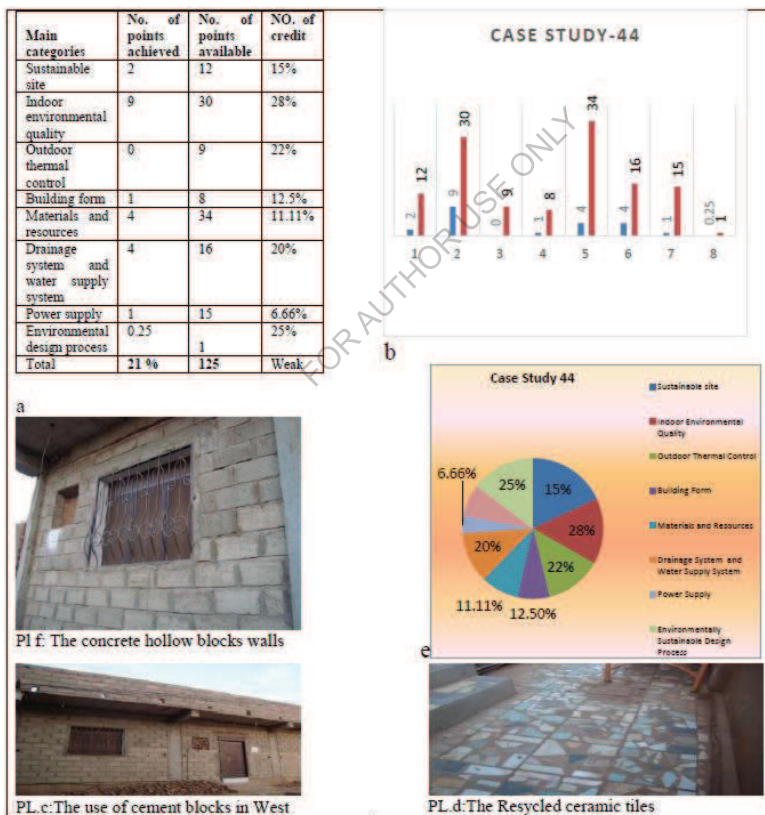 Main categories No. of points achieved No. of points available NO. of credit
Sustainable site 2 12 15%
Indoor environmental quality 9 30 28%
Outdoor thermal control 0 9 22%
Building form 1 8 12.5%
Materials and resources 4 34 11.11%
Drainage system and water supply system 4 16 20%
Power supply 1 15 6.66%
Environmental design process 0.25 1 25%
Total 21 % 125 Weak
a
CASE STUDY-44
2 12 9 30 0 9 1 8 4 34 4 16 1 15 0.25 1
1 2 3 4 5 6 7 8
b
FOR AUTHOR USE ONLY
Case Study 44
15%
28%
22%
12.50%
11.11%
20%
6.66%
25%
Sustainable site
Indoor Environmental
Quality
Outdoor Thermal Control
Building Form
Materials and Resources
Drainage System and
Water Supply System
Power Supply
Environmentally
Sustainable Design
Process
e
Pl f: The concrete hollow blocks walls
PL.c:The use of cement blocks in West
PL.d:The Resycled ceramic tiles